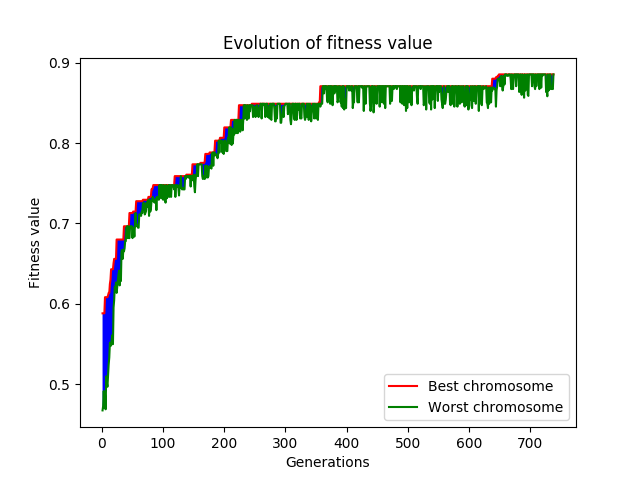 Evolution of fitness value
0.9
0.8
0.7
0.6
0.5
Fitness value
0 100 200 300 400 500 600 700
Generations
Best chromosome
Worst chromosome